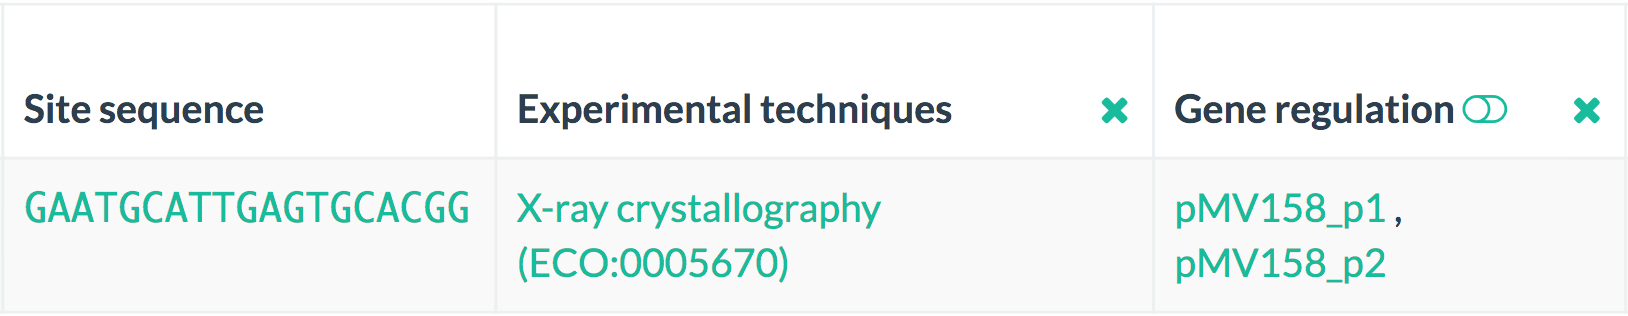 Site sequence
Experimental techniques
Gene regulation
GAATGCATTGAGTGCACGG
X-ray crystallography
(ECO:0005670)
pMV158_p1 ,
pMV158_p2